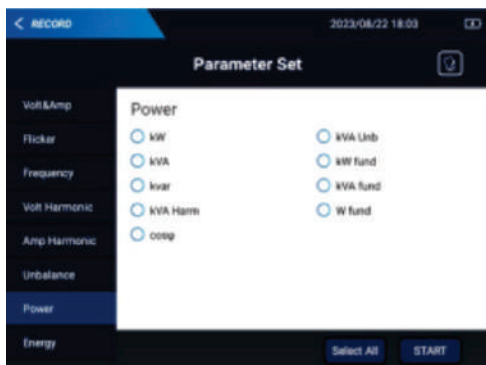 RECORD
2023/08/22 18:03
Parameter Set
Volt&Amp
Flicker
Frequency
Volt Harmonic
Amp Harmonic
Unbalance
Power
Energy
Power
kW
kVA
kvar
kVA Harm
cosφ
kVA Unb
kW fund
kVA fund
W fund
Select All
START